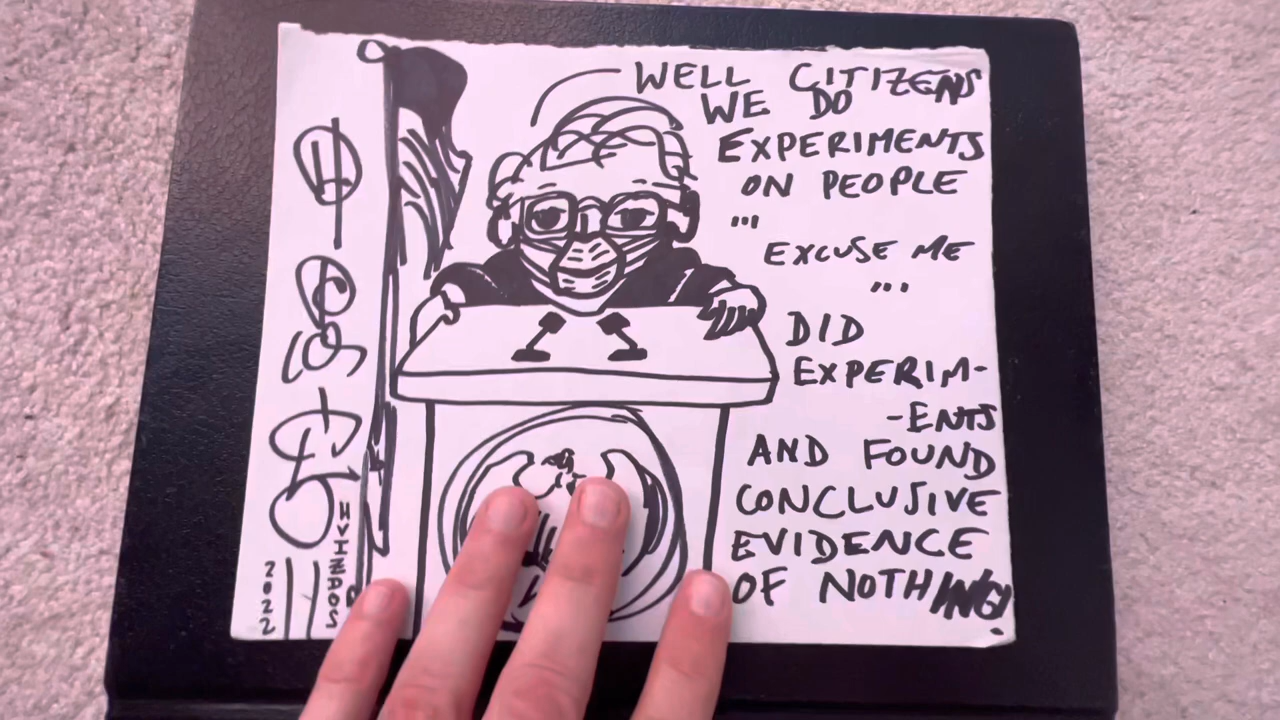 WELL CITIZENS
WE DO
EXPERIMENTS
ON PEOPLE
...
EXCUSE ME
...
DID
EXPERIM-
-ENTS
AND FOUND
CONCLUSIVE
EVIDENCE
OF NOTHING!
2022